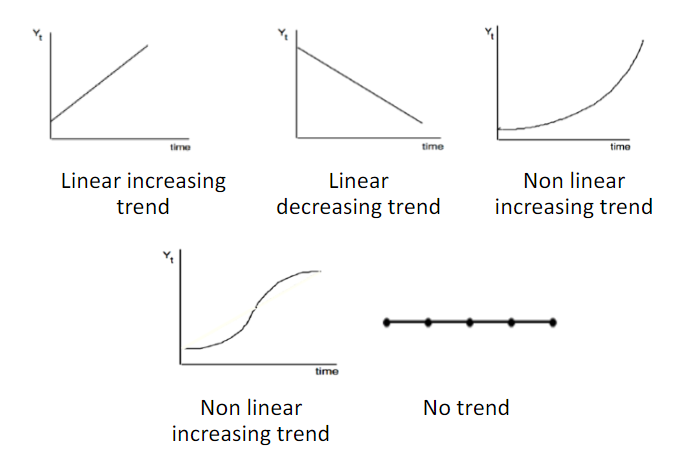 Yt
time
Linear increasing
trend
Yt
time
Linear
decreasing trend
Yt
time
Non linear
increasing trend
Yt
time
Non linear
increasing trend
No trend